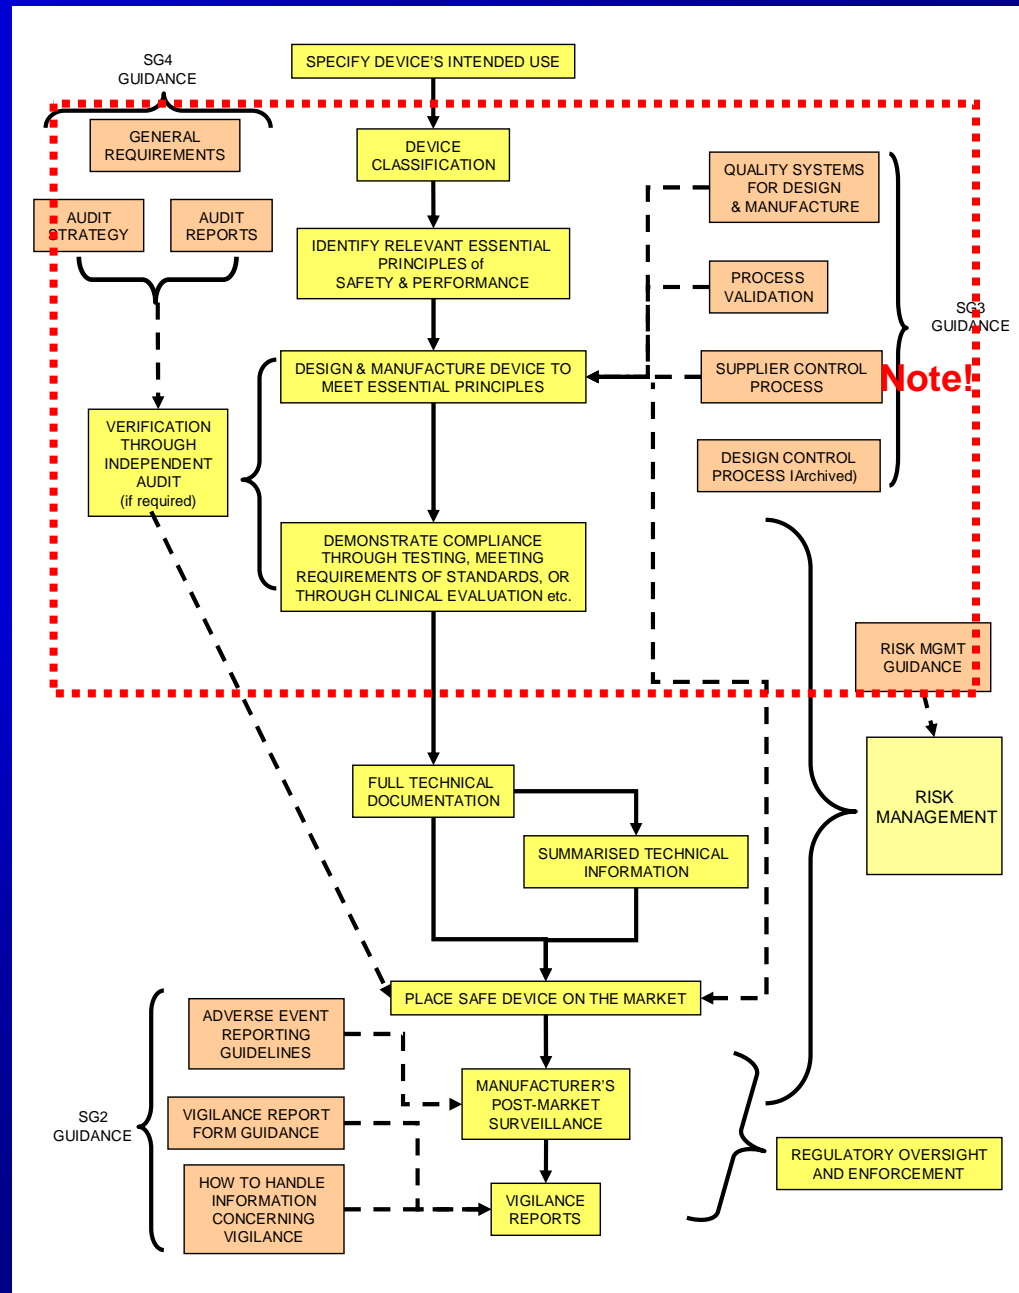 SG4
GUIDANCE
SPECIFY DEVICE'S INTENDED USE
GENERAL
REQUIREMENTS
DEVICE
CLASSIFICATION
QUALITY SYSTEMS
FOR DESIGN
& MANUFACTURE
AUDIT
STRATEGY
AUDIT
REPORTS
IDENTIFY RELEVANT ESSENTIAL
PRINCIPLES of
SAFETY & PERFORMANCE
PROCESS
VALIDATION
SG3
GUIDANCE
DESIGN & MANUFACTURE DEVICE TO
MEET ESSENTIAL PRINCIPLES
SUPPLIER CONTROL
PROCESS
Note!
VERIFICATION
THROUGH
INDEPENDENT
AUDIT
(if required)
DESIGN CONTROL
PROCESS IArchived)
DEMONSTRATE COMPLIANCE
THROUGH TESTING, MEETING
REQUIREMENTS OF STANDARDS, OR
THROUGH CLINICAL EVALUATION etc.
RISK MGMT
GUIDANCE
FULL TECHNICAL
DOCUMENTATION
RISK
MANAGEMENT
SUMMARISED TECHNICAL
INFORMATION
PLACE SAFE DEVICE ON THE MARKET
ADVERSE EVENT
REPORTING
GUIDELINES
MANUFACTURER'S
POST-MARKET
SURVEILLANCE
SG2
GUIDANCE
VIGILANCE REPORT
FORM GUIDANCE
REGULATORY OVERSIGHT
AND ENFORCEMENT
HOW TO HANDLE
INFORMATION
CONCERNING
VIGILANCE
VIGILANCE
REPORTS